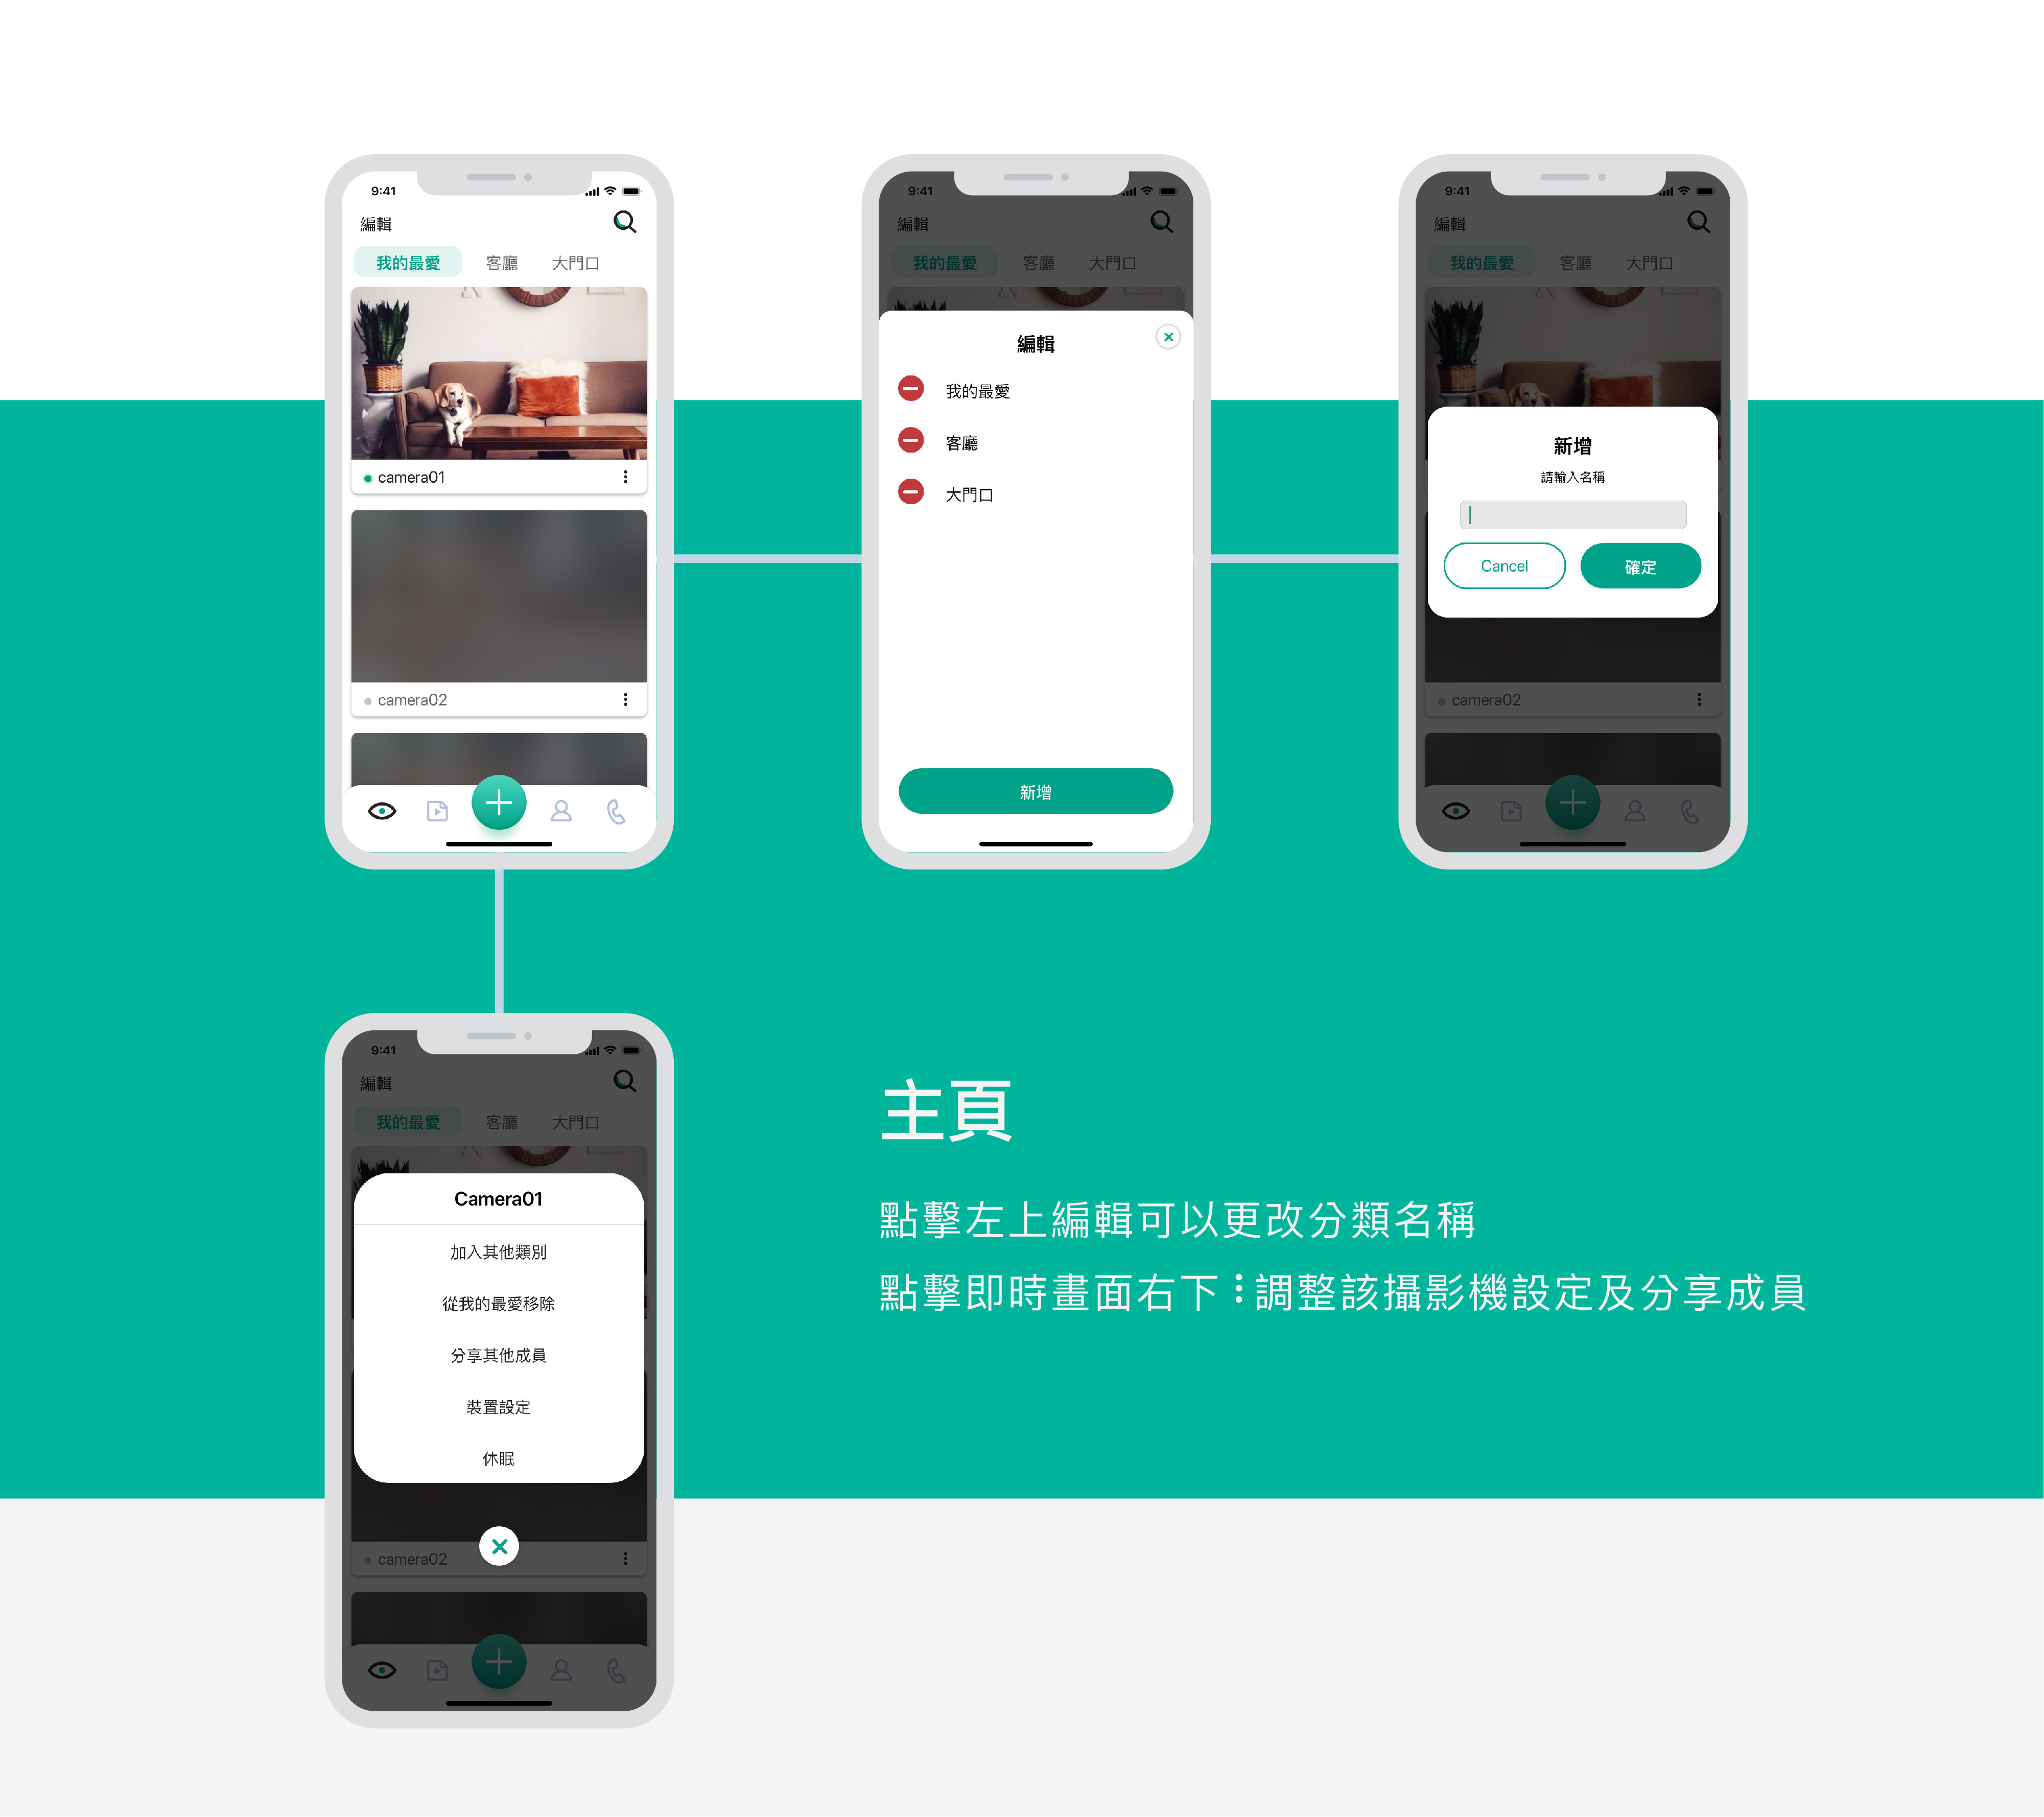 9:41
編輯
我的最愛 客廳 大門口
camera01
camera02
9:41
編輯
我的最愛 客廳 大門口
編輯
我的最愛
客廳
大門口
新增
9:41
編輯
我的最愛 客廳 大門口
新增
請輸入名稱
Cancel 確定
camera02
9:41
編輯
我的最愛 客廳 大門口
Camera01
加入其他類別
從我的最愛移除
分享其他成員
裝置設定
休眠
camera02
主頁
點擊左上編輯可以更改分類名稱
點擊即時畫面右下⋮調整該攝影機設定及分享成員